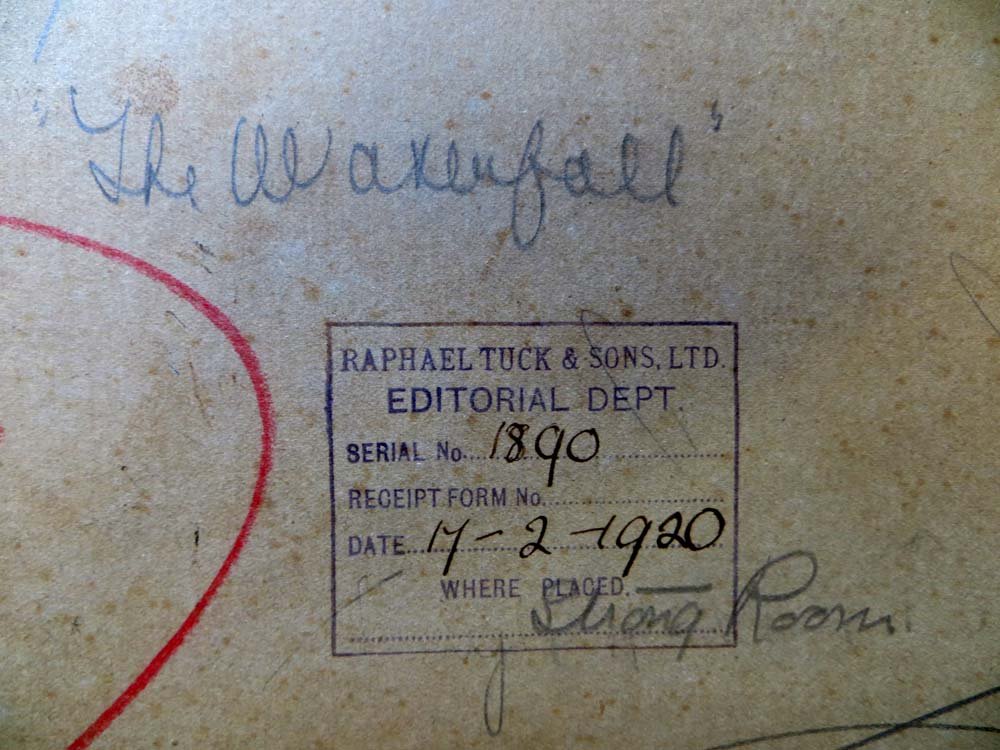 "The Waterfall"
RAPHAEL TUCK & SONS, LTD.
EDITORIAL DEPT.
SERIAL No. 1890
RECEIPT FORM No.
DATE 17-2-1920
WHERE PLACED.
Strong Room.